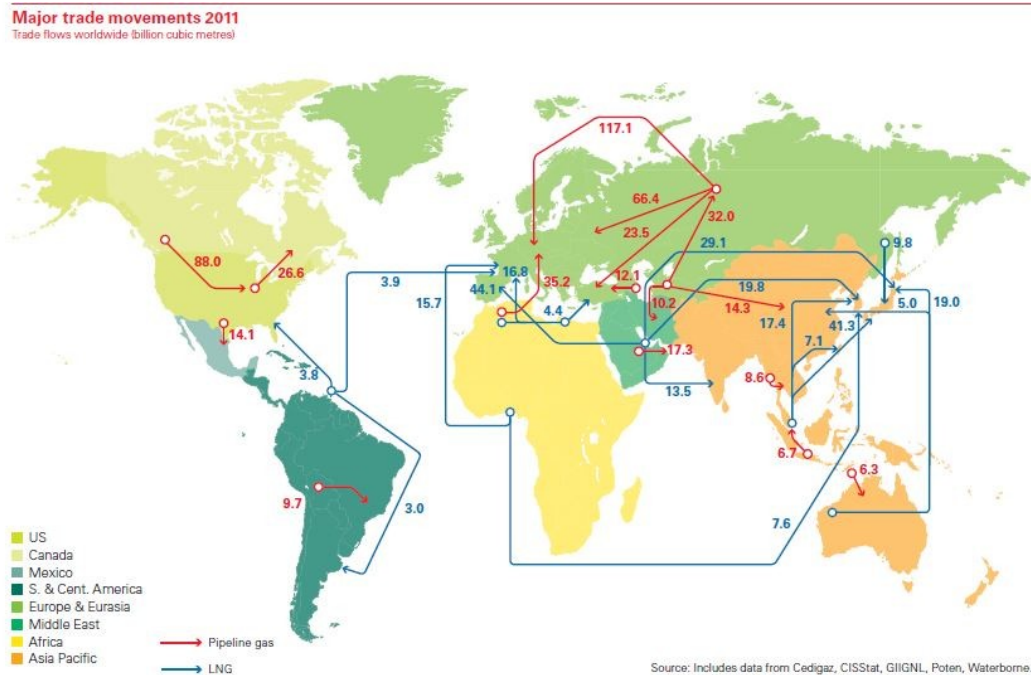 Major trade movements 2011
Trade flows worldwide (billion cubic metres)
117.1
66.4
32.0
23.5
29.1
9.8
88.0
26.6
3.9
16.8
35.2
12.1
19.8
44.1
15.7
10.2
14.3
5.0
19.0
4.4
17.4
41.3
14.1
7.1
17.3
3.8
13.5
8.6
6.7
6.3
9.7
3.0
7.6
US
Canada
Mexico
S. & Cent. America
Europe & Eurasia
Middle East
Africa
Asia Pacific
Pipeline gas
LNG
Source: Includes data from Cedigaz, CISStat, GIIGNL, Poten, Waterborne.